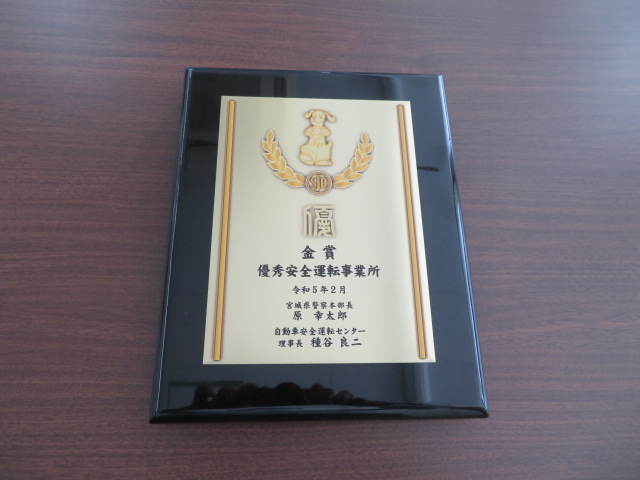 優
金賞
優秀安全運転事業所
令和5年2月
宮城県警察本部長
原 幸太郎
自動車安全運転センター
理事長 種谷 良二